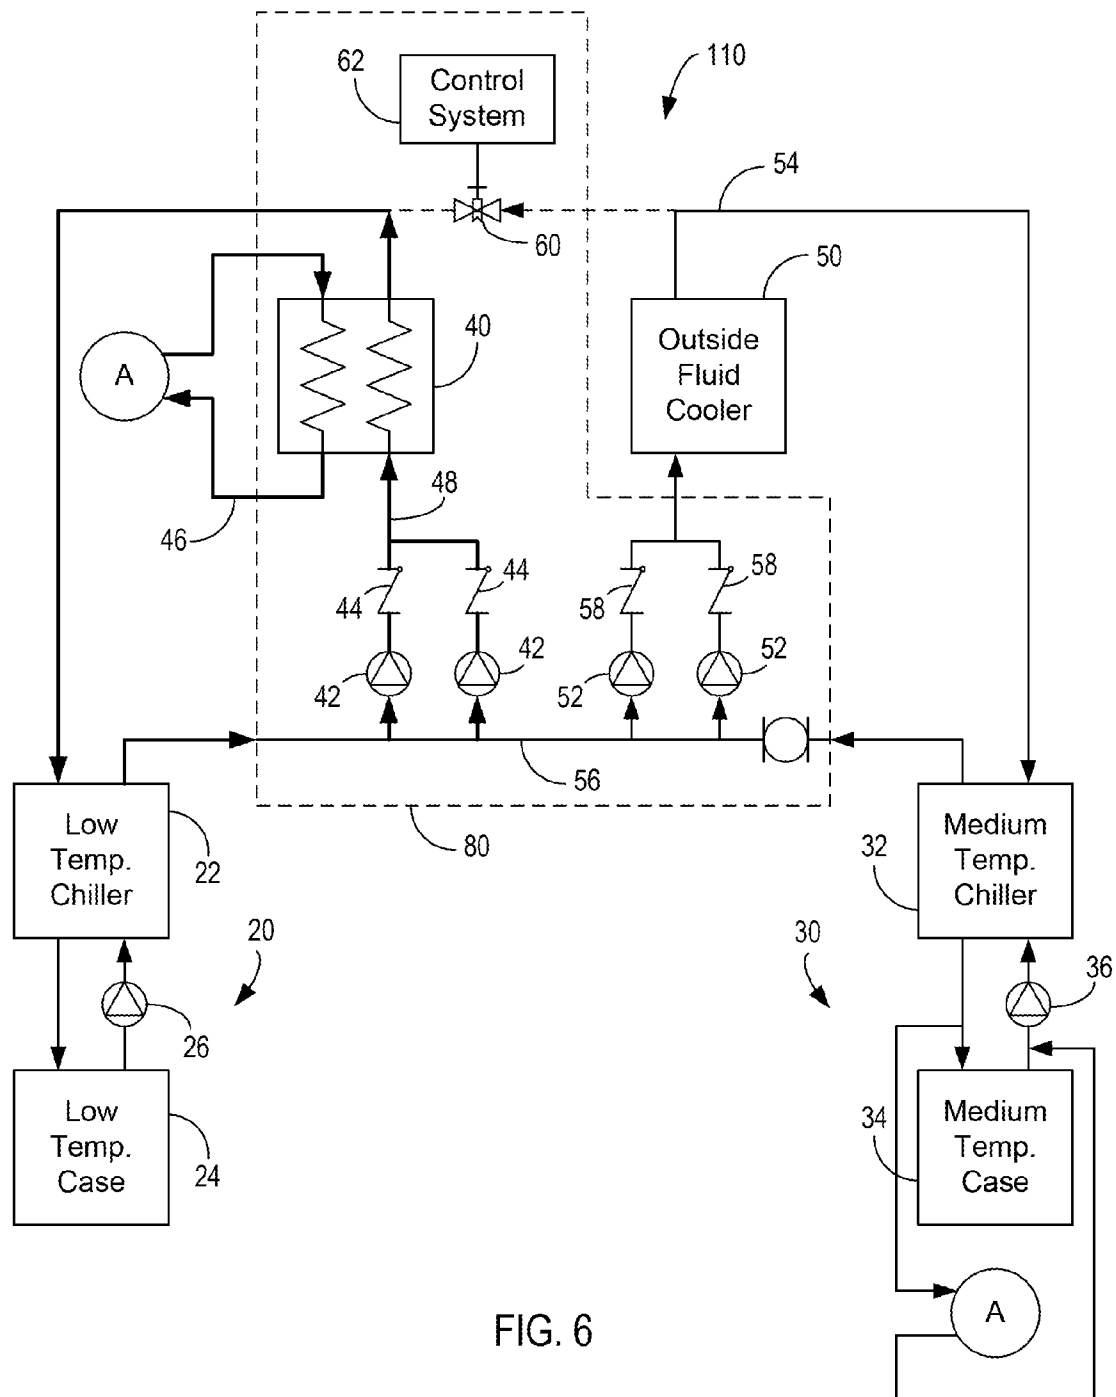 62
Control
System
110
54
60
50
A
40
Outside
Fluid
Cooler
46
48
44
44
58
58
42
42
52
52
56
80
Low
Temp.
Chiller
22
32
Medium
Temp.
Chiller
20
30
26
36
Low
Temp.
Case
24
34
Medium
Temp.
Case
A
FIG. 6